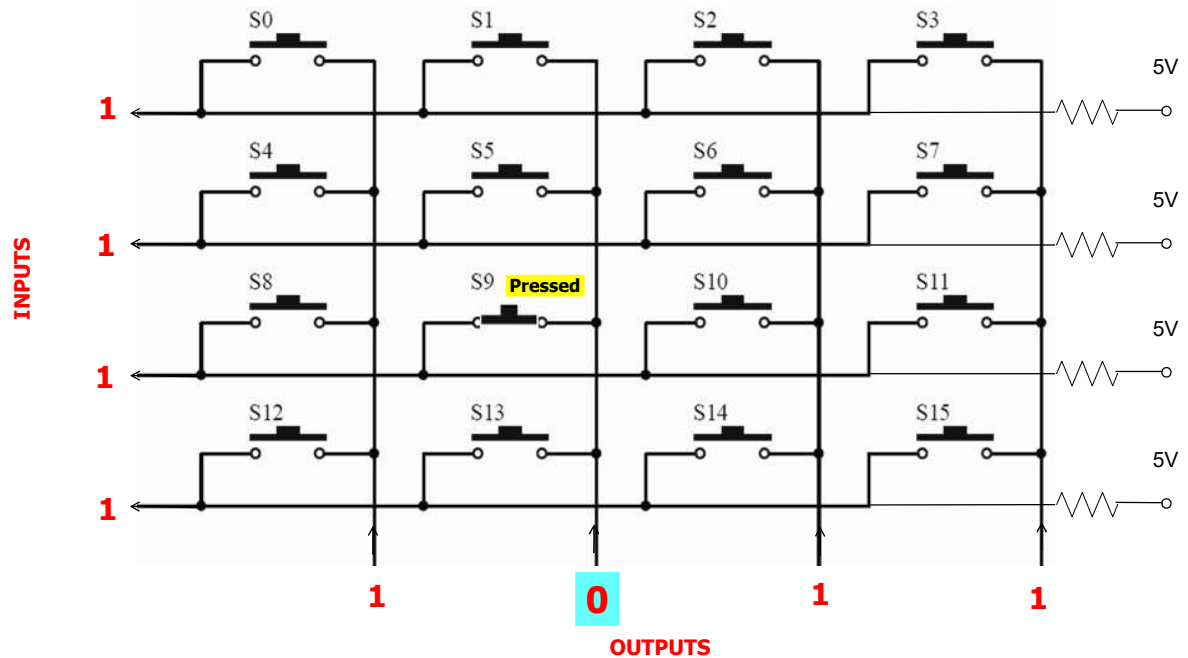 S0 S1 S2 S3
5V
1
S4 S5 S6 S7
5V
1
INPUTS
S8 S9 Pressed S10 S11
5V
1
S12 S13 S14 S15
5V
1
1 0 1 1
OUTPUTS